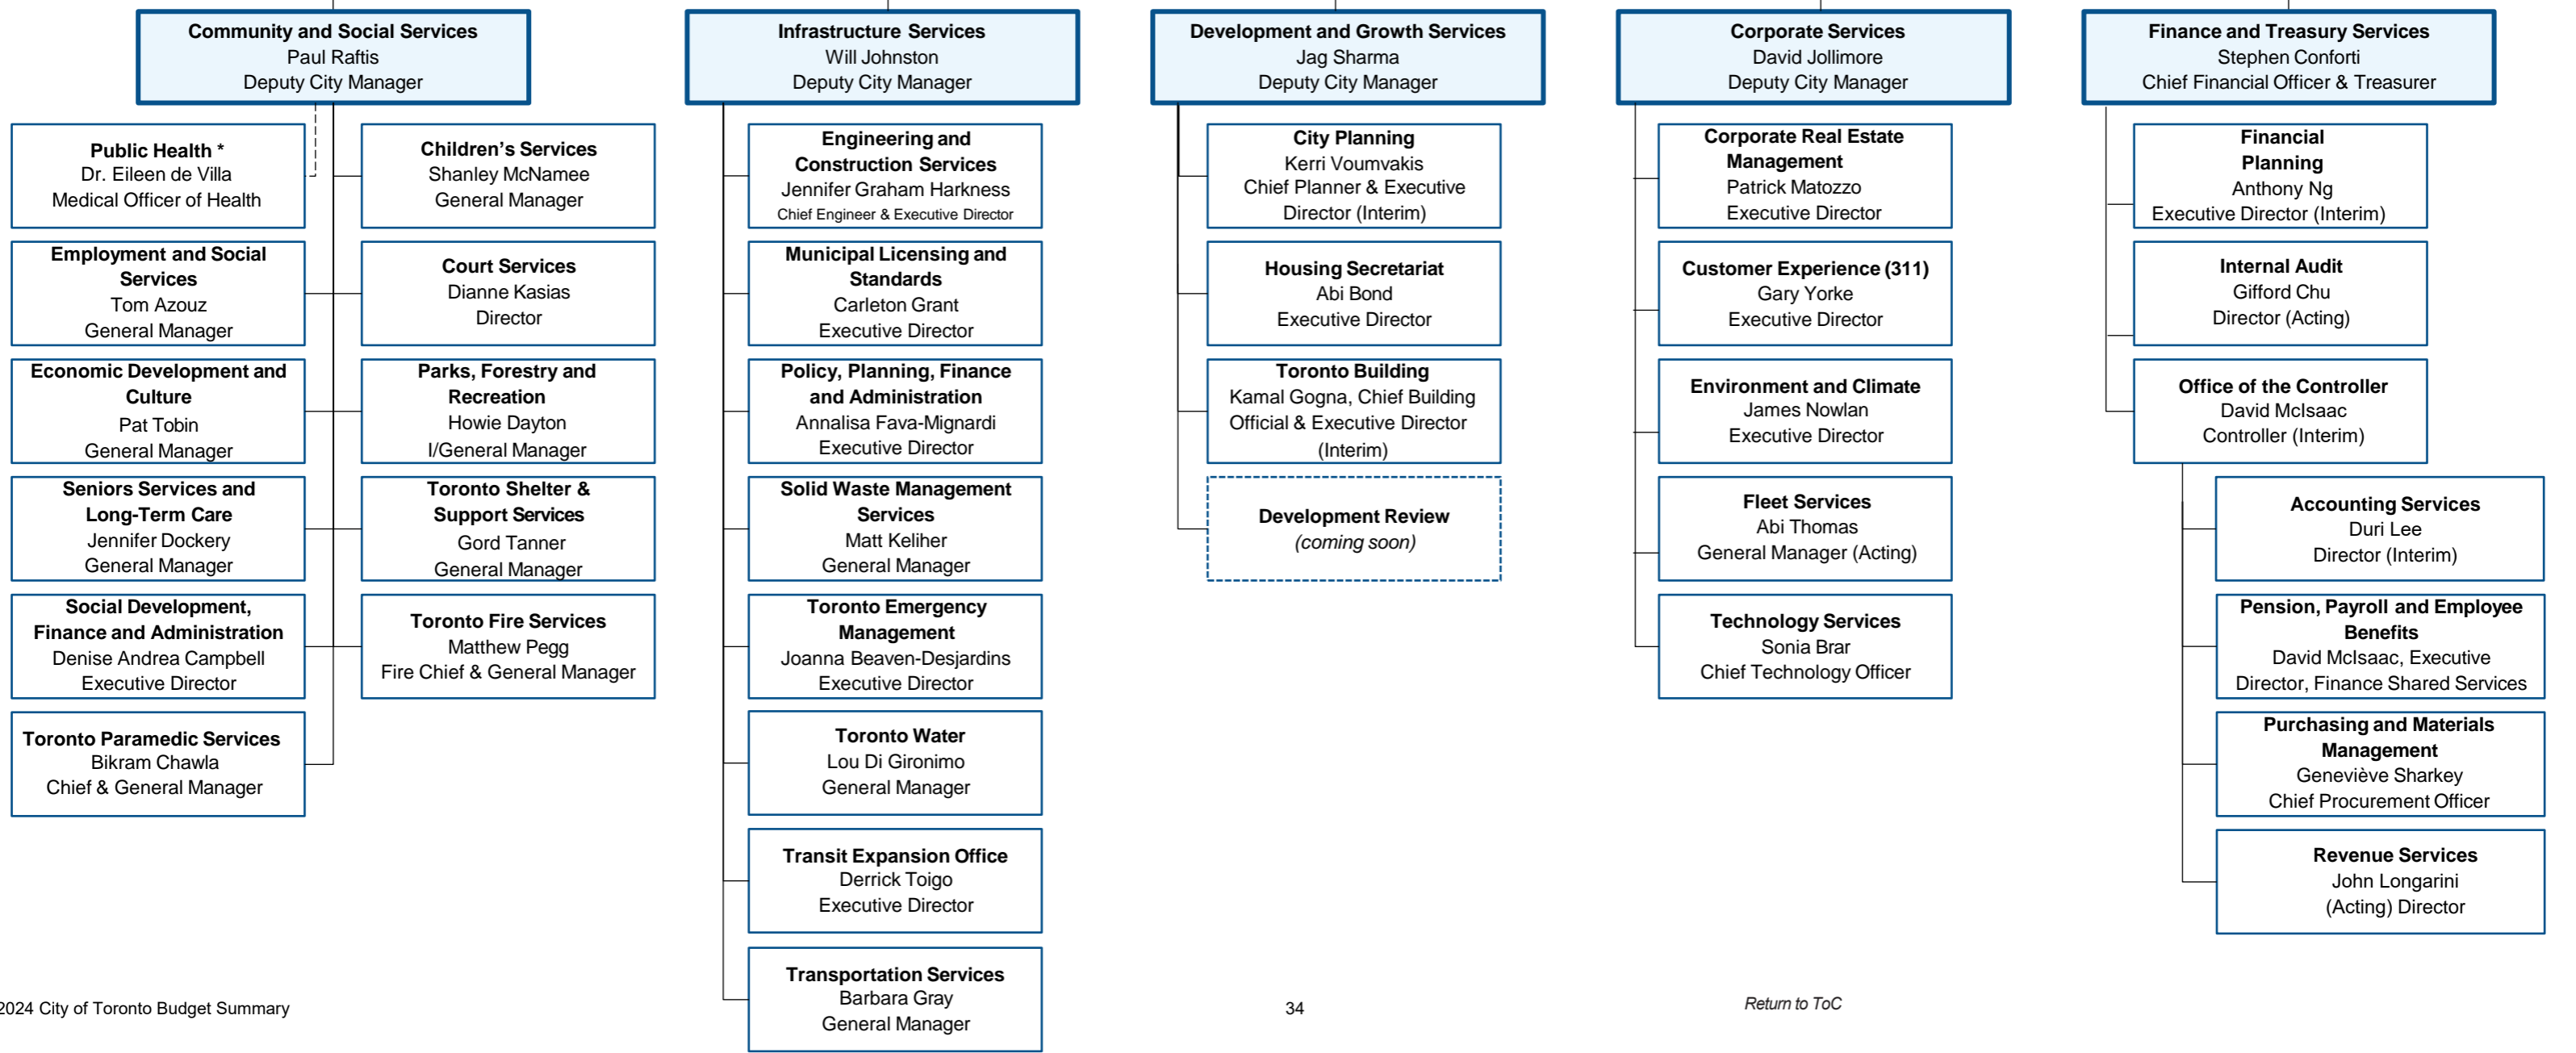 Community and Social Services
Paul Raftis
Deputy City Manager
Public Health *
Dr. Eileen de Villa
Medical Officer of Health
Children's Services
Shanley McNamee
General Manager
Employment and Social
Services
Tom Azouz
General Manager
Court Services
Dianne Kasias
Director
Economic Development and
Culture
Pat Tobin
General Manager
Parks, Forestry and
Recreation
Howie Dayton
I/General Manager
Seniors Services and
Long-Term Care
Jennifer Dockery
General Manager
Toronto Shelter &
Support Services
Gord Tanner
General Manager
Social Development,
Finance and Administration
Denise Andrea Campbell
Executive Director
Toronto Fire Services
Matthew Pegg
Fire Chief & General Manager
Toronto Paramedic Services
Bikram Chawla
Chief & General Manager
Infrastructure Services
Will Johnston
Deputy City Manager
Engineering and
Construction Services
Jennifer Graham Harkness
Chief Engineer & Executive Director
Municipal Licensing and
Standards
Carleton Grant
Executive Director
Policy, Planning, Finance
and Administration
Annalisa Fava-Mignardi
Executive Director
Solid Waste Management
Services
Matt Keliher
General Manager
Toronto Emergency
Management
Joanna Beaven-Desjardins
Executive Director
Toronto Water
Lou Di Gironimo
General Manager
Transit Expansion Office
Derrick Toigo
Executive Director
Transportation Services
Barbara Gray
General Manager
Development and Growth Services
Jag Sharma
Deputy City Manager
City Planning
Kerri Voumvakis
Chief Planner & Executive
Director (Interim)
Housing Secretariat
Abi Bond
Executive Director
Toronto Building
Kamal Gogna, Chief Building
Official & Executive Director
(Interim)
Development Review
(coming soon)
Corporate Services
David Jollimore
Deputy City Manager
Corporate Real Estate
Management
Patrick Matozzo
Executive Director
Customer Experience (311)
Gary Yorke
Executive Director
Environment and Climate
James Nowlan
Executive Director
Fleet Services
Abi Thomas
General Manager (Acting)
Technology Services
Sonia Brar
Chief Technology Officer
Finance and Treasury Services
Stephen Conforti
Chief Financial Officer & Treasurer
Financial
Planning
Anthony Ng
Executive Director (Interim)
Internal Audit
Gifford Chu
Director (Acting)
Office of the Controller
David McIsaac
Controller (Interim)
Accounting Services
Duri Lee
Director (Interim)
Pension, Payroll and Employee
Benefits
David McIsaac, Executive
Director, Finance Shared Services
Purchasing and Materials
Management
Geneviève Sharkey
Chief Procurement Officer
Revenue Services
John Longarini
(Acting) Director
2024 City of Toronto Budget Summary
34
Return to ToC